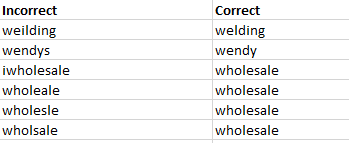 Incorrect Correct
weilding welding
wendys wendy
iwholesale wholesale
wholeale wholesale
wholesle wholesale
wholsale wholesale